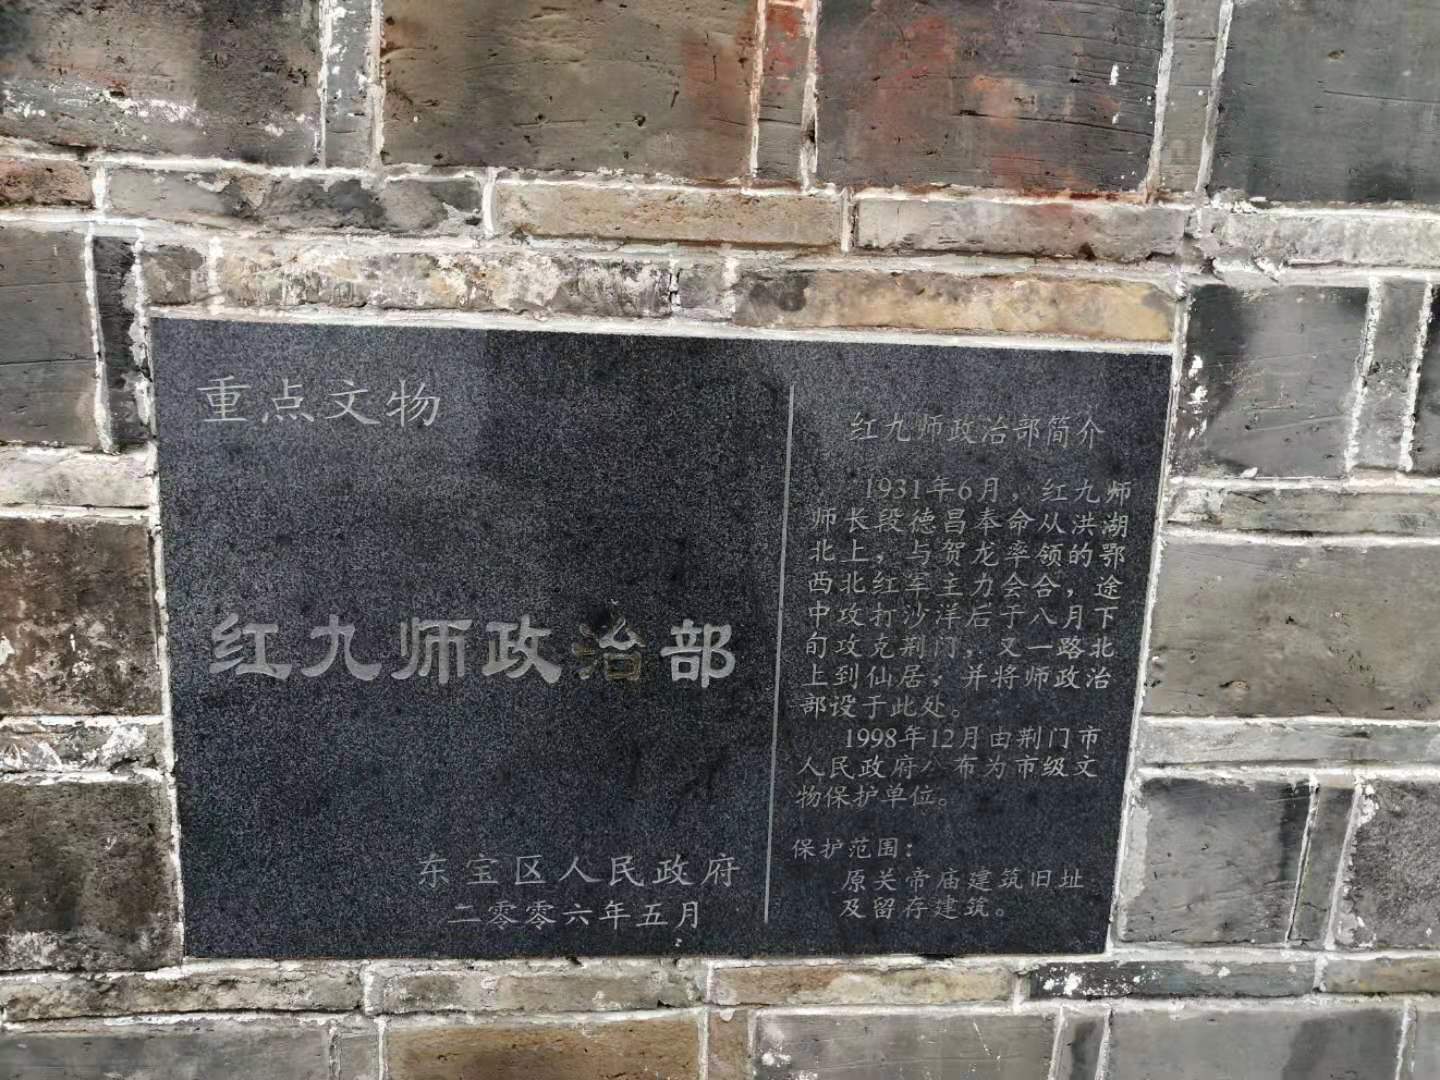 重点文物
红九师政治部
东宝区人民政府
二零零六年五月
红九师政治部简介
1931年6月，红九师
师长段德昌奉命从洪湖
北上，与贺龙率领的鄂
西北红军主力会合，途
中攻打沙洋后于八月下
旬攻克荆门，又一路北
上到仙居，并将师政治
部设于此处。
1998年12月由荆门市
人民政府公布为市级文
物保护单位。
保护范围：
原关帝庙建筑旧址
及留存建筑。